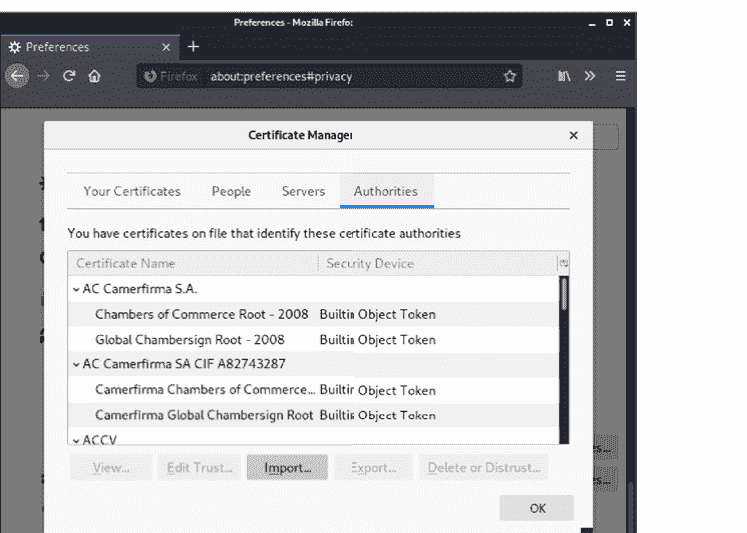 Preferences - Mozilla Firefo
Preferences
Firefox about:preferences#privacy
Certificate Manager
Your Certificates People Servers Authorities
You have certificates on file that identify these certificate authorities
Certificate Name Security Device
AC Camerfirma S.A.
Chambers of Commerce Root - 2008 Builtin Object Token
Global Chambersign Root - 2008 Builtin Object Token
AC Camerfirma SA CIF A82743287
Camerfirma Chambers of Commerce... Builtin Object Token
Camerfirma Global Chambersign Root Builtin Object Token
ACCV
View... Edit Trust... Import... Export... Delete or Distrust...
OK